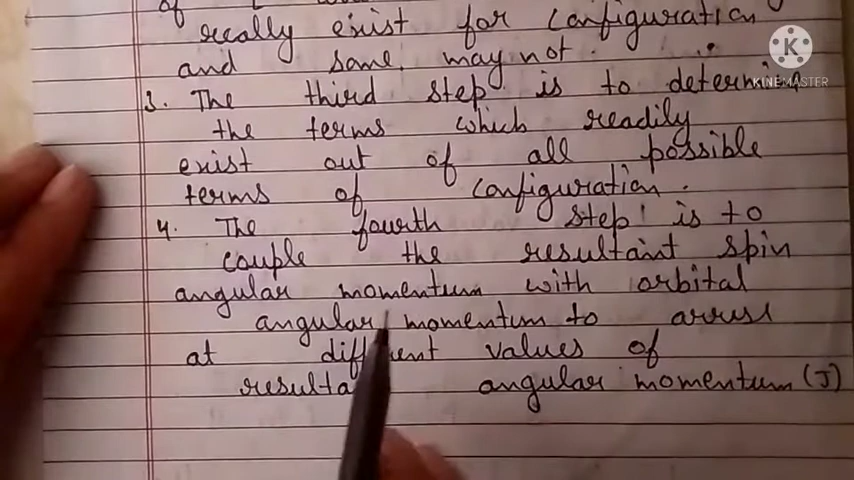 of
really exist for configuration
and some may not.
3. The third step is to determine
the terms which readily
exist out of all possible
terms of configuration.
4. The fourth step is to
couple the resultant spin
angular momentum with orbital
angular momentum to arrise
at different values of
angular momentum (J)
K
KINEMASTER